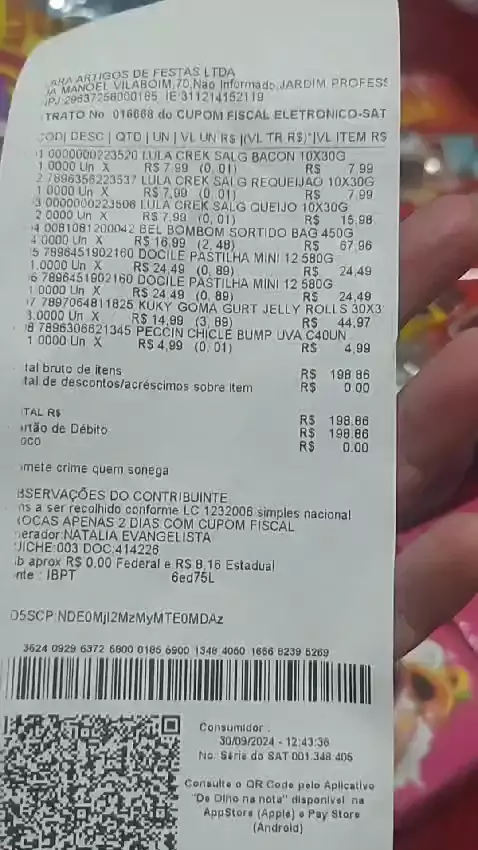 ARA ARTIGOS DE FESTAS LTDA
JA MANOEL VILABOIM,70,Nao Informado,JARDIM PROFESS
NPJ 29637256000165 IE:311214152119
TRATO No. 016668 do CUPOM FISCAL ELETRONICO-SAT
COD| DESC | QTD | UN | VL UN R$ |(VL TR R$)*|VL ITEM R$
1 0000000223520 LULA CREK SALG BACON 10X30G
1.0000 Un X R$ 7,99 (0, 01) R$ 7,99
2 7896356223537 LULA CREK SALG REQUEIJAO 10X30G
1.0000 Un X R$ 7,99 (0, 01) R$ 7,99
3 0000000223506 LULA CREK SALG QUEIJO 10X30G
2.0000 Un X R$ 7,99 (0, 01) R$ 15,98
4 0081081200042 BEL BOMBOM SORTIDO BAG 450G
4.0000 Un X R$ 16,99 (2, 48) R$ 67,96
5 7896451902160 DOCILE PASTILHA MINI 12 580G
1.0000 Un X R$ 24,49 (0, 89) R$ 24,49
6 7896451902160 DOCILE PASTILHA MINI 12 580G
1.0000 Un X R$ 24,49 (0, 89) R$ 24,49
7 7897064811825 KUKY GOMA GURT JELLY ROLLS 30X3
3.0000 Un X R$ 14,99 (3, 89) R$ 44,97
8 7896306621345 PECCIN CHICLE BUMP UVA C40UN
1.0000 Un X R$ 4,99 (0, 01) R$ 4,99
tal bruto de itens R$ 198.86
tal de descontos/acréscimos sobre item R$ 0.00
TAL R$ R$ 198.86
rtão de Débito R$ 198.86
oco R$ 0.00
mete crime quem sonega
BSERVAÇÕES DO CONTRIBUINTE
ns a ser recolhido conforme LC 1232006 simples nacional
OCAS APENAS 2 DIAS COM CUPOM FISCAL
erador:NATALIA EVANGELISTA
UICHE:003 DOC:414226
b aprox R$ 0,00 Federal e R$ 8,16 Estadual
nte : IBPT 6ed75L
D5SCP:NDE0MjI2MzMyMTE0MDAz
3524 0929 6372 5600 0165 5900 1348 4050 1666 8239 5269
Consumidor :
30/09/2024 - 12:43:36
No. Série do SAT 001.348.405
Consulte o QR Code pelo Aplicativo
"De Olho na nota" disponível na
AppStore (Apple) e Pay Store
(Android)